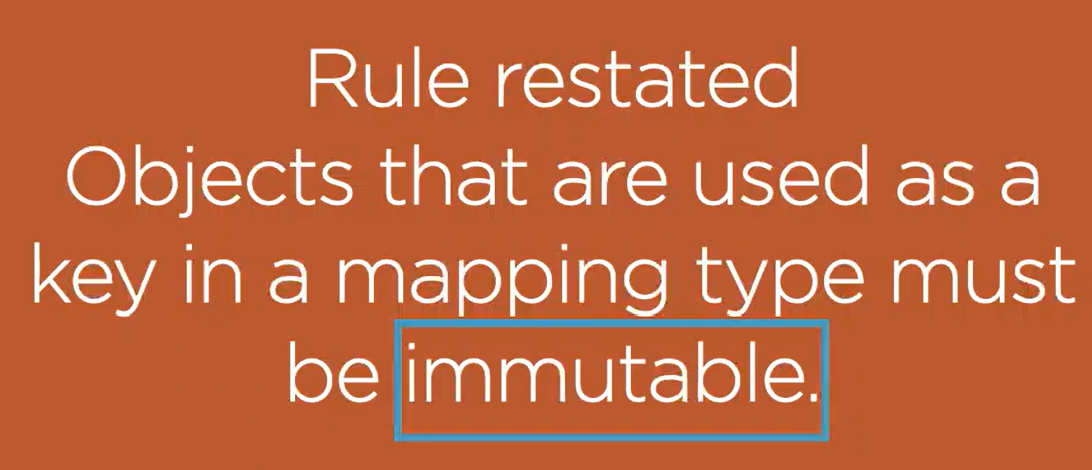 Rule restated
Objects that are used as a
key in a mapping type must
be immutable.